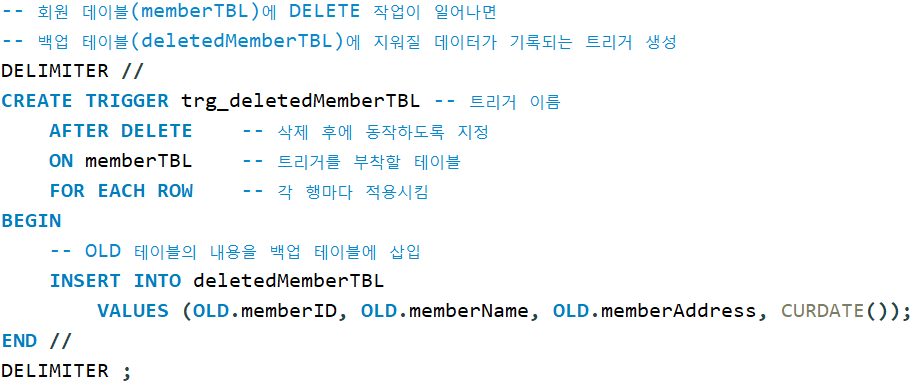 -- 회원 데이블(memberTBL)에 DELETE 작업이 일어나면
-- 백업 테이블(deletedMemberTBL)에 지워질 데이터가 기록되는 트리거 생성
DELIMITER //
CREATE TRIGGER trg_deletedMemberTBL -- 트리거 이름
    AFTER DELETE    -- 삭제 후에 동작하도록 지정
    ON memberTBL    -- 트리거를 부착할 테이블
    FOR EACH ROW    -- 각 행마다 적용시킴
BEGIN
    -- OLD 테이블의 내용을 백업 테이블에 삽입
    INSERT INTO deletedMemberTBL
        VALUES (OLD.memberID, OLD.memberName, OLD.memberAddress, CURDATE());
END //
DELIMITER ;